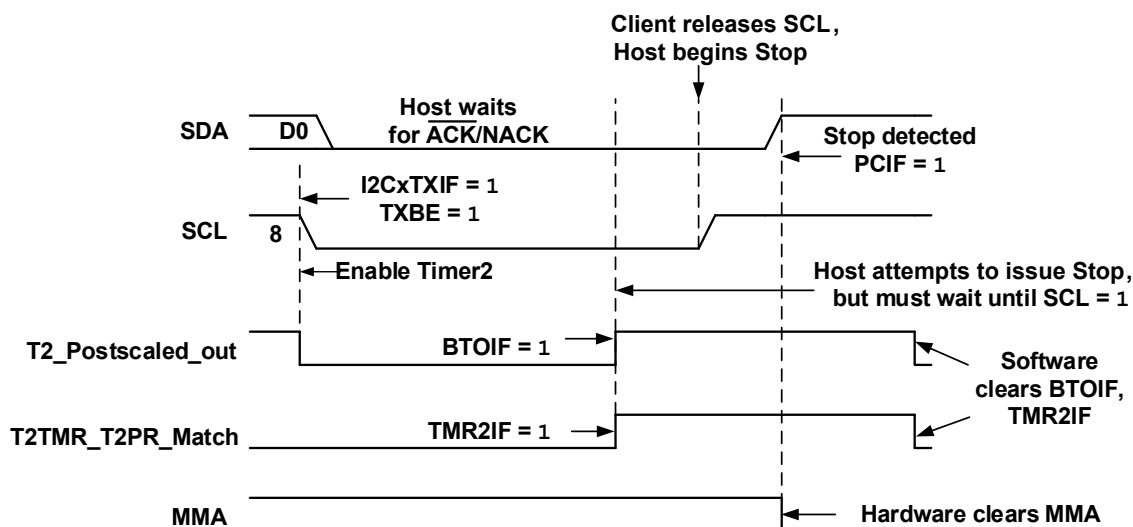 Client releases SCL,
Host begins Stop
SDA
D0
Host waits
for ACK/NACK
Stop detected
PCIF = 1
I2CxTXIF = 1
TXBE = 1
SCL
8
Enable Timer2
Host attempts to issue Stop,
but must wait until SCL = 1
T2_Postscaled_out
BTOIF = 1
Software
clears BTOIF,
TMR2IF
T2TMR_T2PR_Match
TMR2IF = 1
MMA
Hardware clears MMA